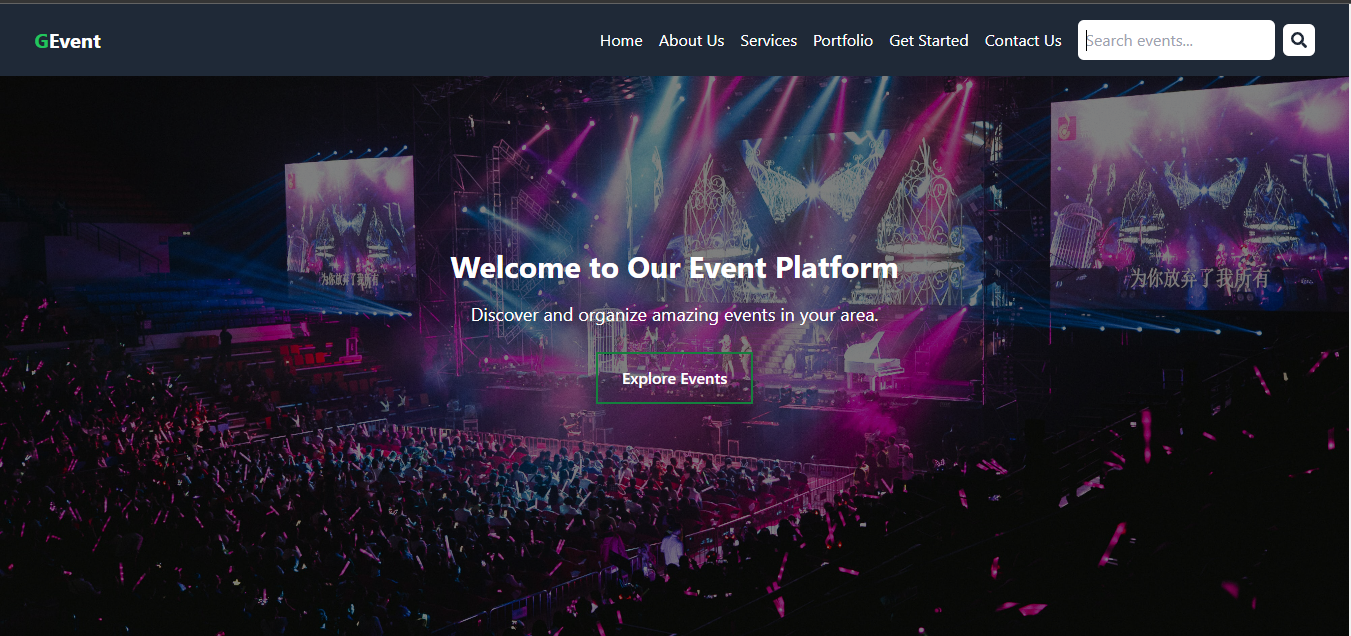 GEvent
Home About Us Services Portfolio Get Started Contact Us Search events...
Welcome to Our Event Platform
为你放弃了我所有
为你放弃了我所有
Discover and organize amazing events in your area.
Explore Events